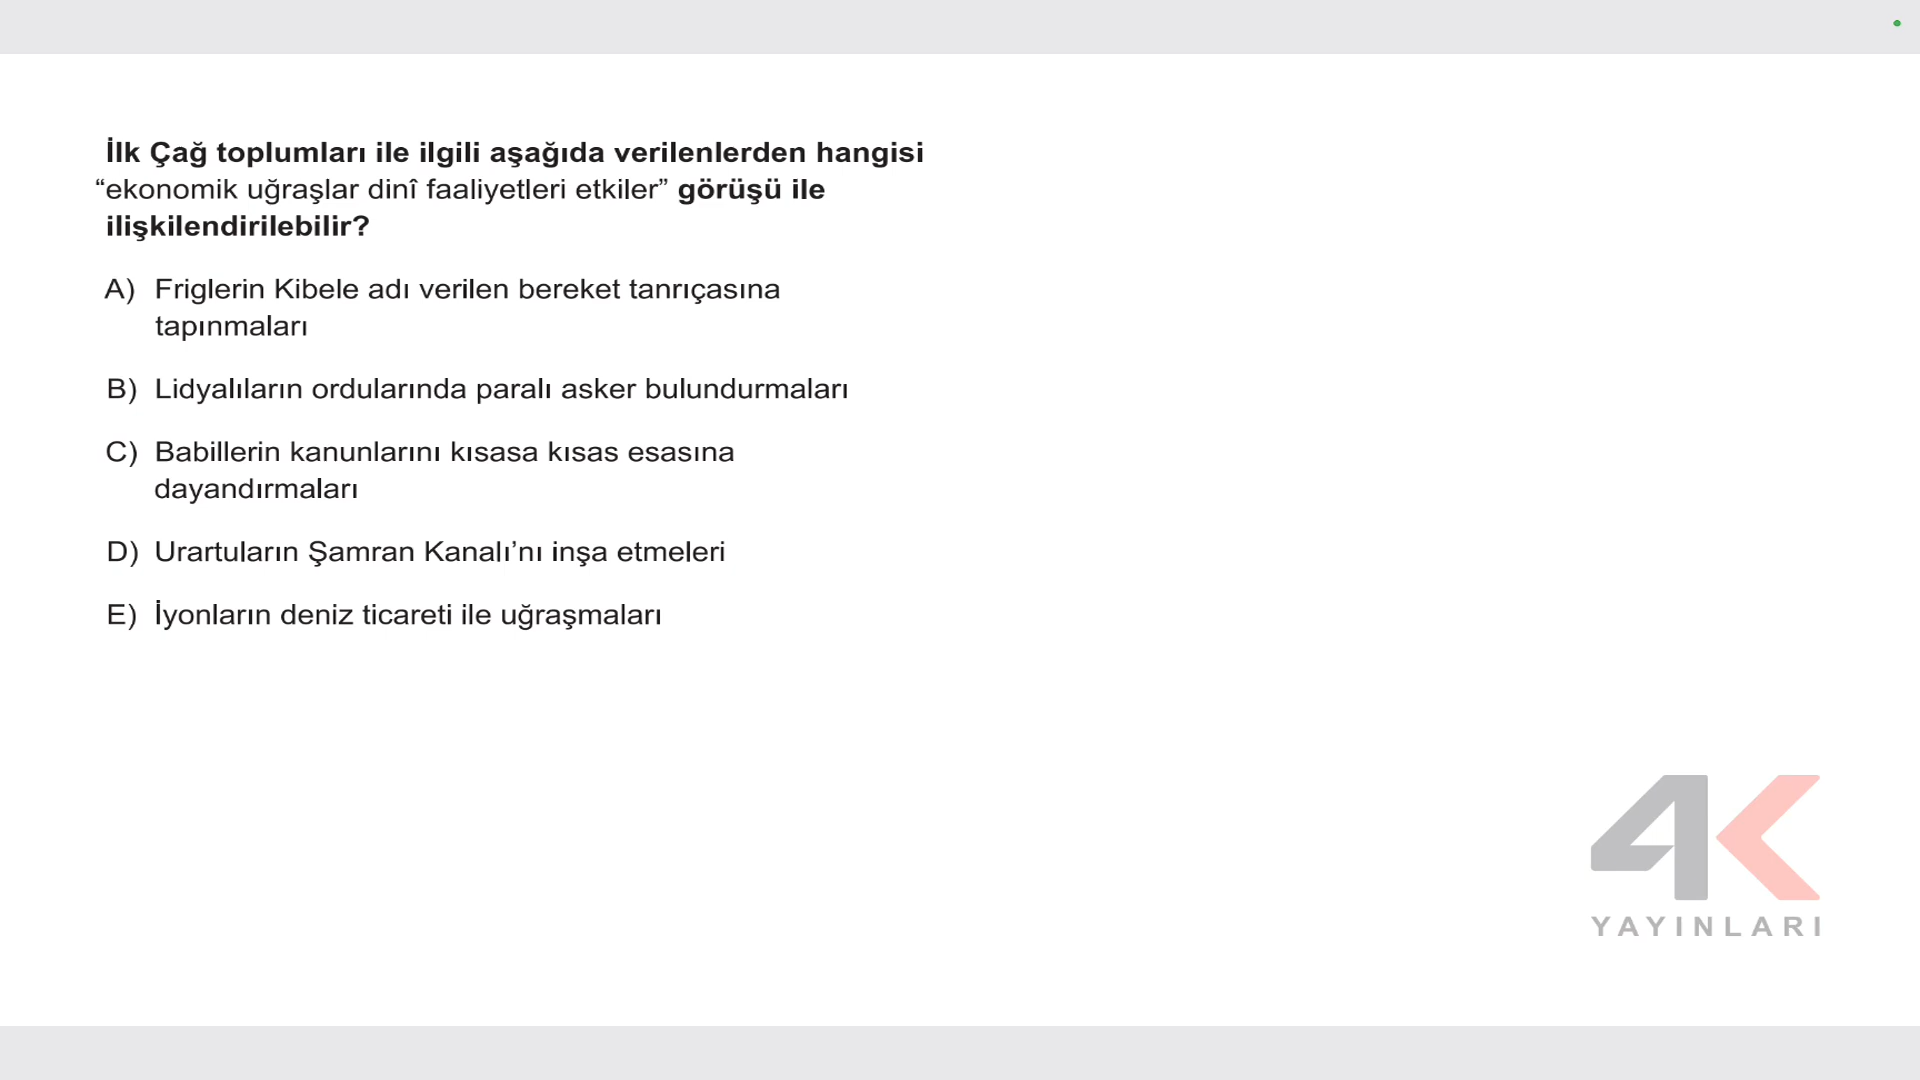 İlk Çağ toplumları ile ilgili aşağıda verilenlerden hangisi
“ekonomik uğraşlar dinî faaliyetleri etkiler” görüşü ile
ilişkilendirilebilir?
A) Friglerin Kibele adı verilen bereket tanrıçasına
tapınmaları
B) Lidyalıların ordularında paralı asker bulundurmaları
C) Babillerin kanunlarını kısasa kısas esasına
dayandırmaları
D) Urartuların Şamran Kanalı’nı inşa etmeleri
E) İyonların deniz ticareti ile uğraşmaları
4K
YAYINLARI